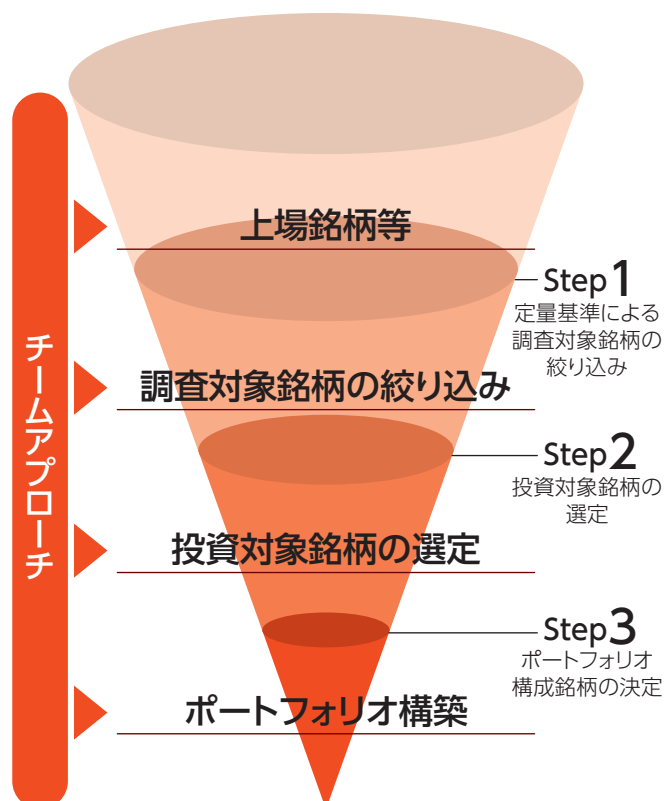 チームアプローチ
上場銘柄等
Step1
定量基準による
調査対象銘柄の
絞り込み
調査対象銘柄の絞り込み
Step2
投資対象銘柄の
選定
投資対象銘柄の選定
Step3
ポートフォリオ
構成銘柄の決定
ポートフォリオ構築